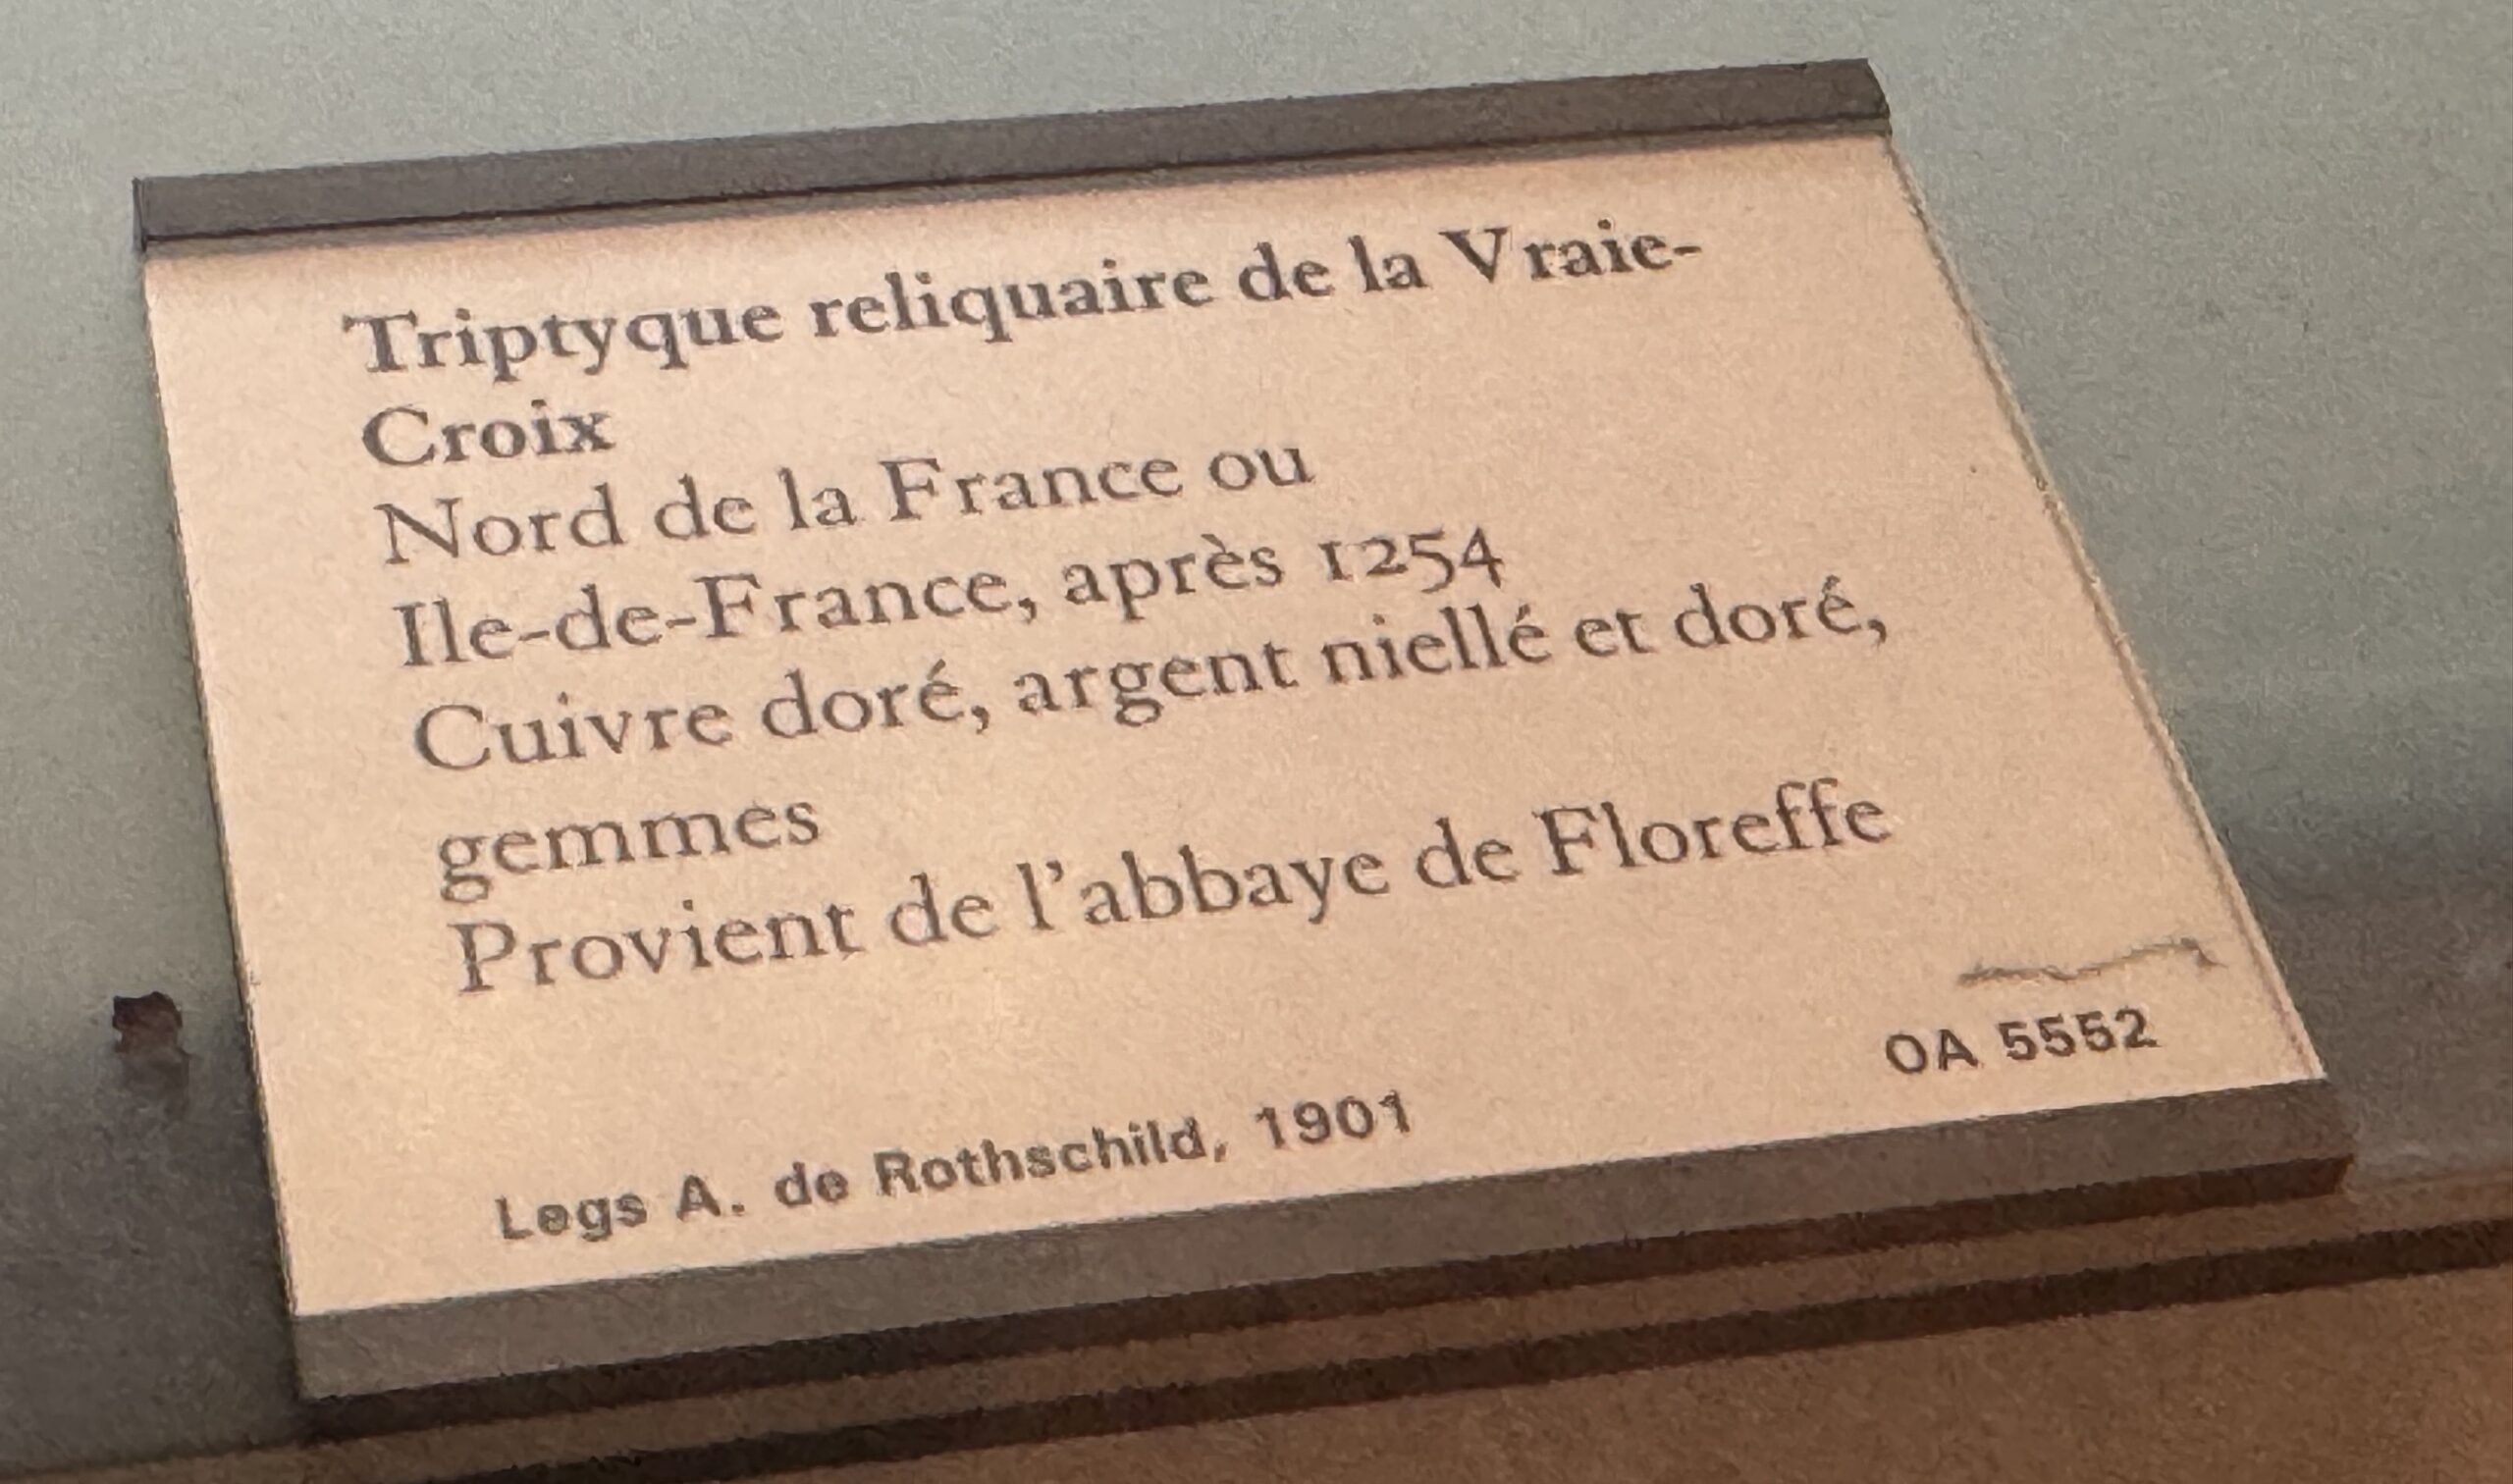 Triptyque reliquaire de la Vraie-
Croix
Nord de la France ou
Ile-de-France, après 1254
Cuivre doré, argent niellé et doré,
gemmes
Provient de l'abbaye de Floreffe
OA 5552
Legs A. de Rothschild, 1901